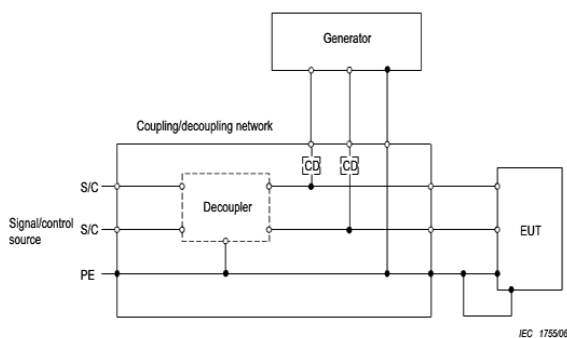 Generator
Coupling/decoupling network
CD CD
S/C
Decoupler
Signal/control
source
S/C
EUT
PE
IEC 1755/06